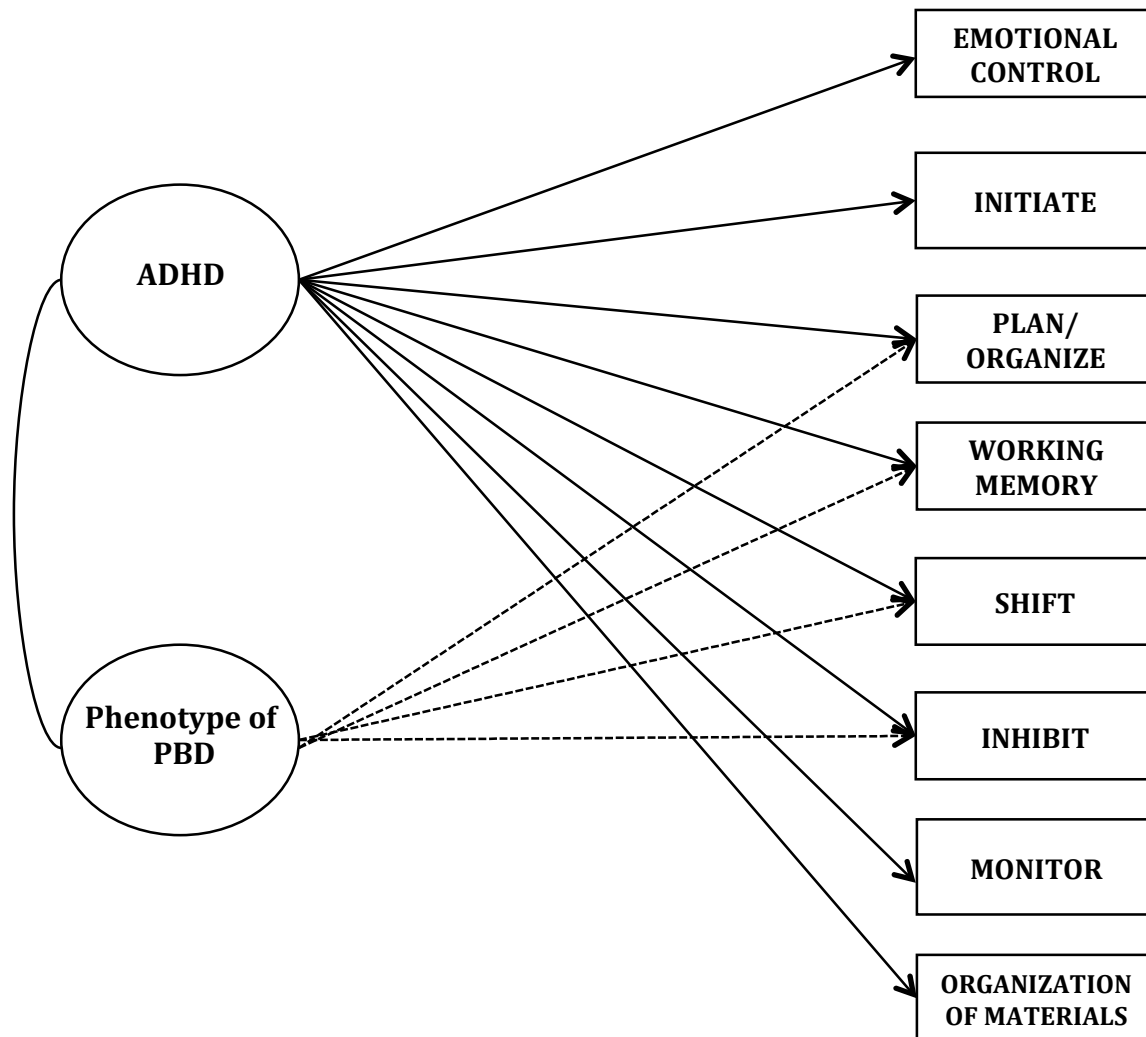 EMOTIONAL
CONTROL
INITIATE
ADHD
PLAN/
ORGANIZE
WORKING
MEMORY
SHIFT
Phenotype of
PBD
INHIBIT
MONITOR
ORGANIZATION
OF MATERIALS